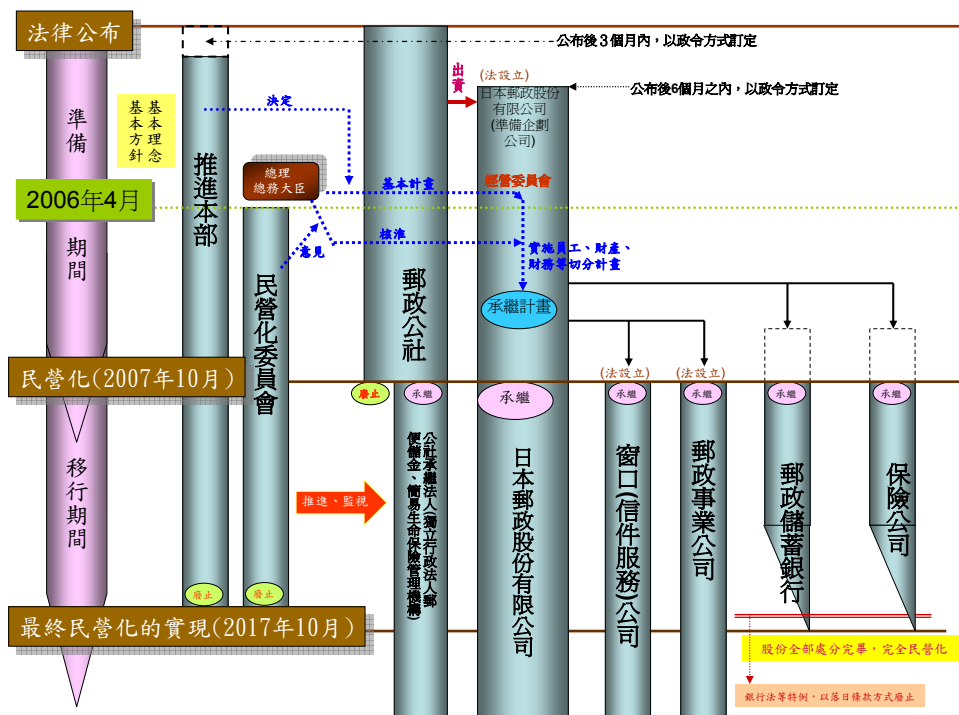 法律公布
公布後３個月內，以政令方式訂定
出資
(法設立)
日本郵政股份
有限公司
(準備企劃
公司)
公布後6個月之內，以政令方式訂定
基本理念
基本方針
準備
決定
推進本部
總理
總務大臣
基本計畫
經營委員會
2006年4月
期間
意見
核准
實施員工、財產、
財務等切分計畫
民營化委員會
郵政公社
承繼計畫
民營化(2007年10月)
(法設立)
(法設立)
廢止
承繼
承繼
承繼
承繼
承繼
承繼
移行期間
推進、監視
公社承繼法人(獨立行政法人郵
便儲金、簡易生命保險管理機構)
日本郵政股份有限公司
窗口(信件服務)公司
郵政事業公司
郵政儲蓄銀行
保險公司
廢止
廢止
最終民營化的實現(2017年10月)
股份全部處分完畢，完全民營化
銀行法等特例，以落日條款方式廢止